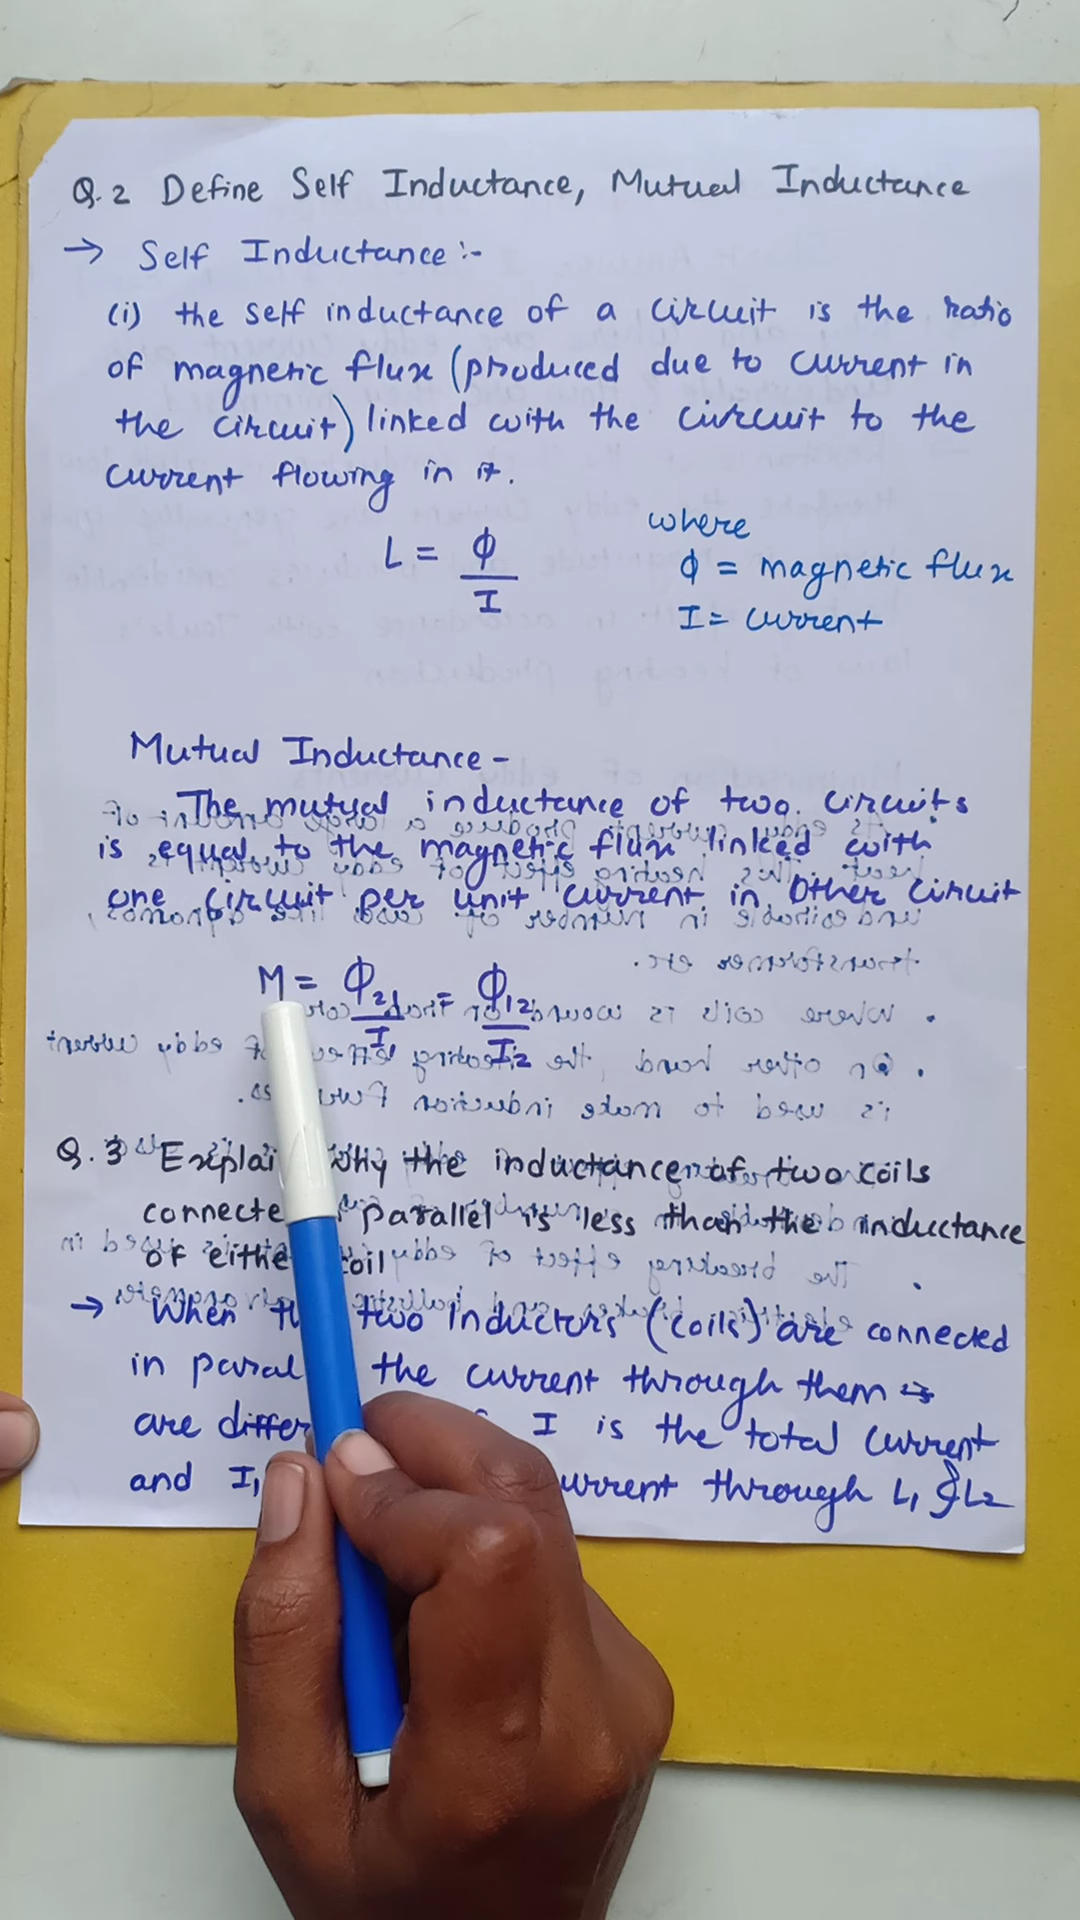 Q.2 Define Self Inductance, Mutual Inductance
→ Self Inductance :-
(i) the self inductance of a circuit is the ratio
of magnetic flux (produced due to current in
the circuit) linked with the circuit to the
current flowing in it.
L = Φ/I
where
Φ = magnetic flux
I = current
Mutual Inductance -
The mutual inductance of two circuits
is equal to the magnetic flux linked with
one circuit per unit current in other circuit
M = Φ21/I1 = Φ12/I2
Q.3 Explai why the inductance of two coils
connecte parallel is less than the inductance
of eithe coil
→ When two inductors (coils) are connected
in paral the current through them
are differ I is the total current
and I1 current through L1 & L2